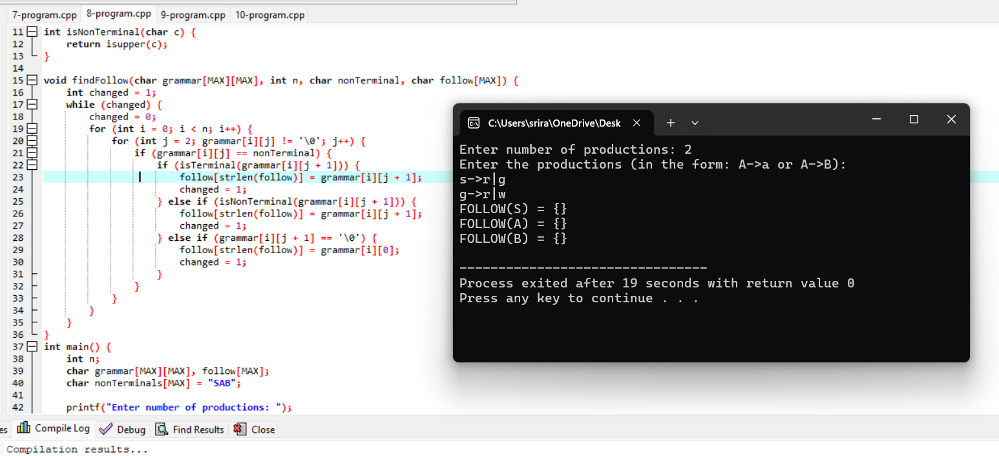 7-program.cpp 8-program.cpp 9-program.cpp 10-program.cpp
11 int isNonTerminal(char c) {
12     return isupper(c);
13 }
14
15 void findFollow(char grammar[MAX][MAX], int n, char nonTerminal, char follow[MAX]) {
16     int changed = 1;
17     while (changed) {
18         changed = 0;
19         for (int i = 0; i < n; i++) {
20             for (int j = 2; grammar[i][j] != '\0'; j++) {
21                 if (grammar[i][j] == nonTerminal) {
22                     if (isTerminal(grammar[i][j + 1])) {
23                         follow[strlen(follow)] = grammar[i][j + 1];
24                         changed = 1;
25                     } else if (isNonTerminal(grammar[i][j + 1])) {
26                         follow[strlen(follow)] = grammar[i][j + 1];
27                         changed = 1;
28                     } else if (grammar[i][j + 1] == '\0') {
29                         follow[strlen(follow)] = grammar[i][0];
30                         changed = 1;
31                     }
32                 }
33             }
34         }
35     }
36 }
37 int main() {
38     int n;
39     char grammar[MAX][MAX], follow[MAX];
40     char nonTerminals[MAX] = "SAB";
41
42     printf("Enter number of productions: ");
C:\Users\srira\OneDrive\Desk
Enter number of productions: 2
Enter the productions (in the form: A->a or A->B):
s->r|g
g->r|w
FOLLOW(S) = {}
FOLLOW(A) = {}
FOLLOW(B) = {}
--------------------------------
Process exited after 19 seconds with return value 0
Press any key to continue . . .
es Compile Log Debug Find Results Close
Compilation results...